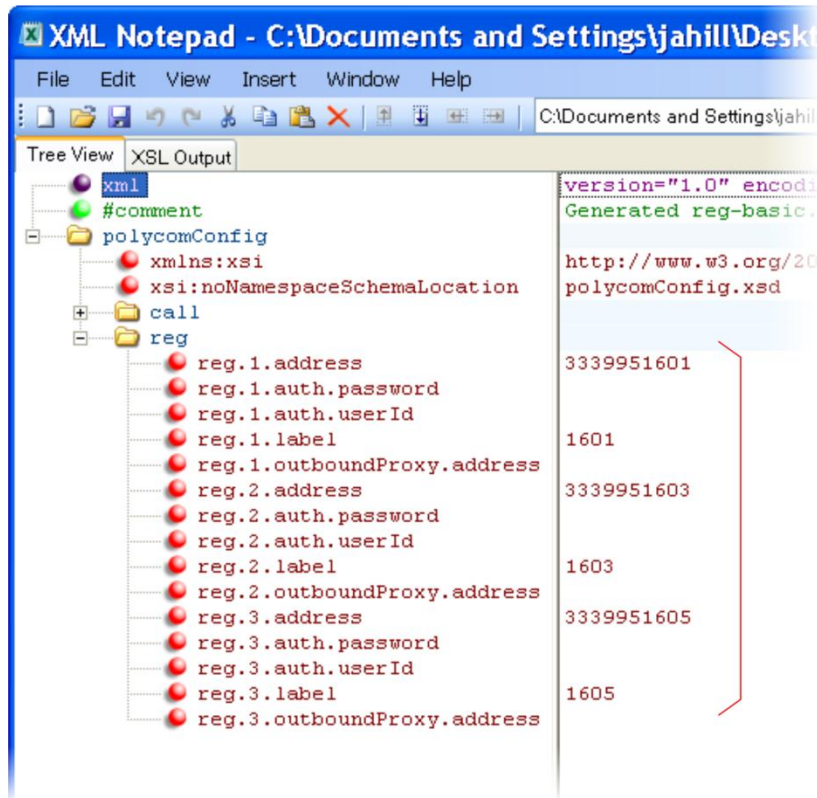 XML Notepad - C:\Documents and Settings\jahill\Deskt
File Edit View Insert Window Help
C:\Documents and Settings\jahil
Tree View XSL Output
xml version="1.0" encodi
#comment Generated reg-basic.
polycomConfig
xmlns:xsi http://www.w3.org/20
xsi:noNamespaceSchemaLocation polycomConfig.xsd
call
reg
reg.1.address 3339951601
reg.1.auth.password
reg.1.auth.userId
reg.1.label 1601
reg.1.outboundProxy.address
reg.2.address 3339951603
reg.2.auth.password
reg.2.auth.userId
reg.2.label 1603
reg.2.outboundProxy.address
reg.3.address 3339951605
reg.3.auth.password
reg.3.auth.userId
reg.3.label 1605
reg.3.outboundProxy.address